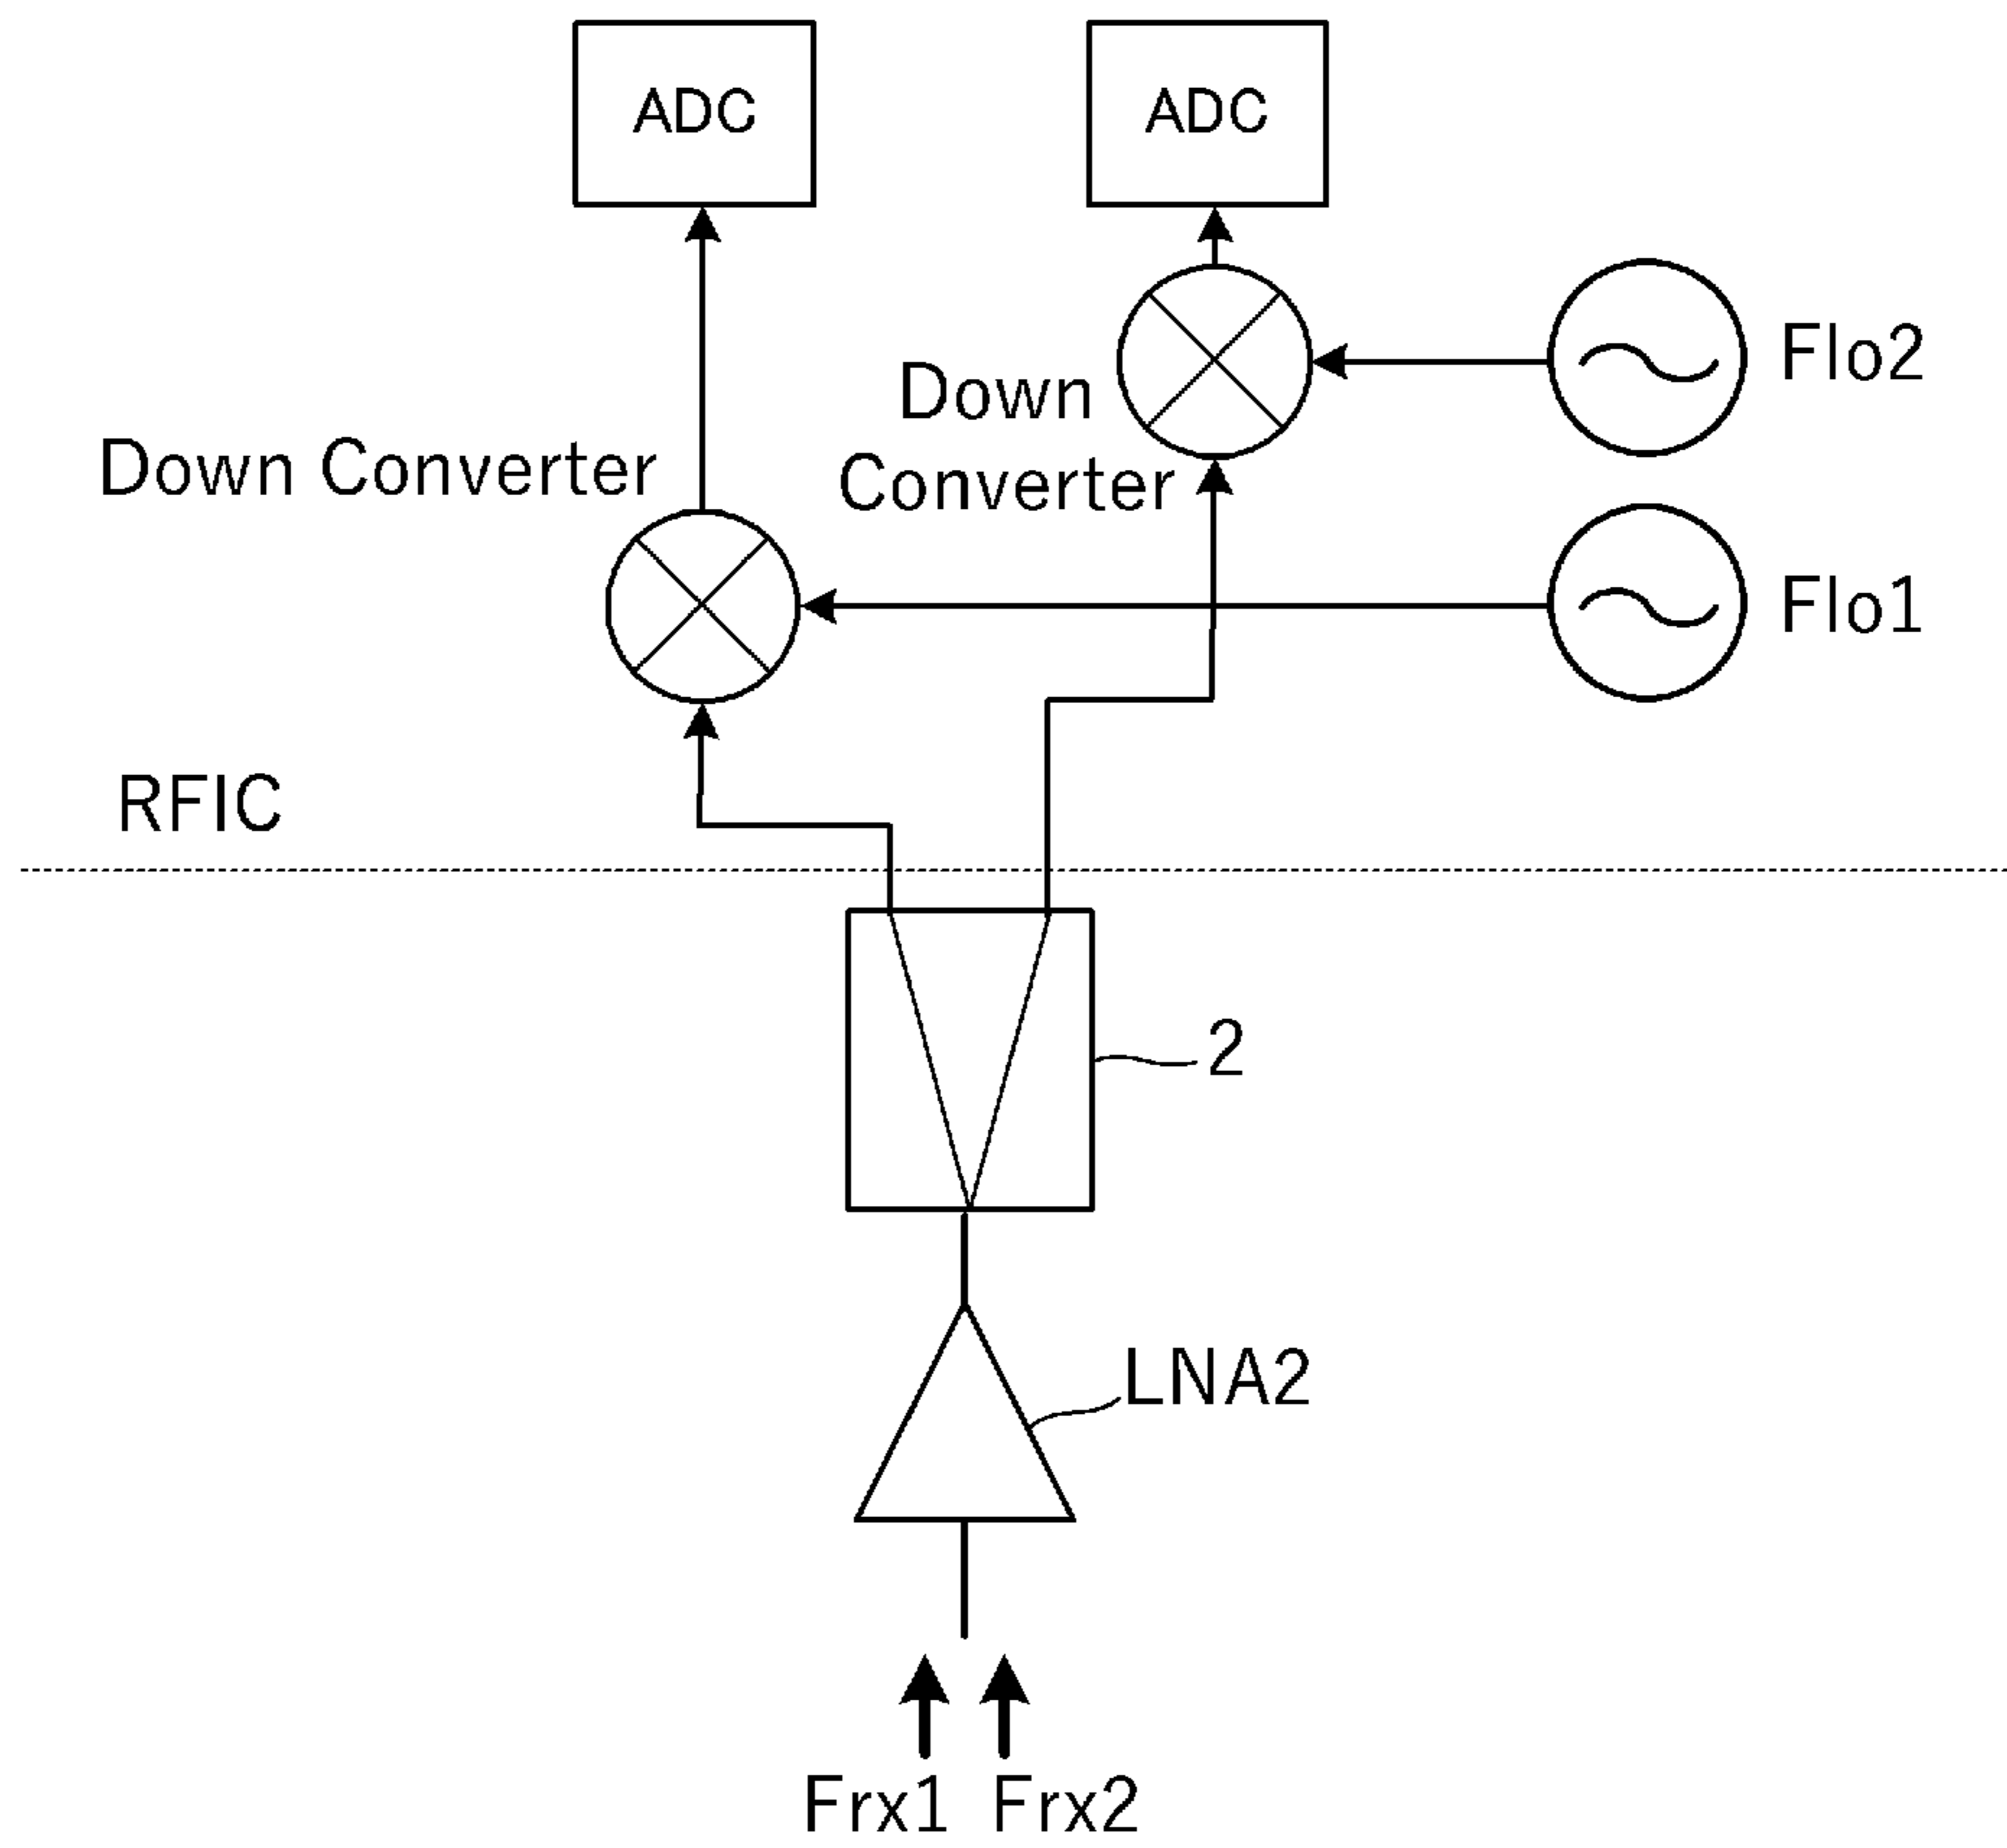 ADC
ADC
Flo2
Down
Converter
Down Converter
Flo1
RFIC
2
LNA2
Frx1
Frx2